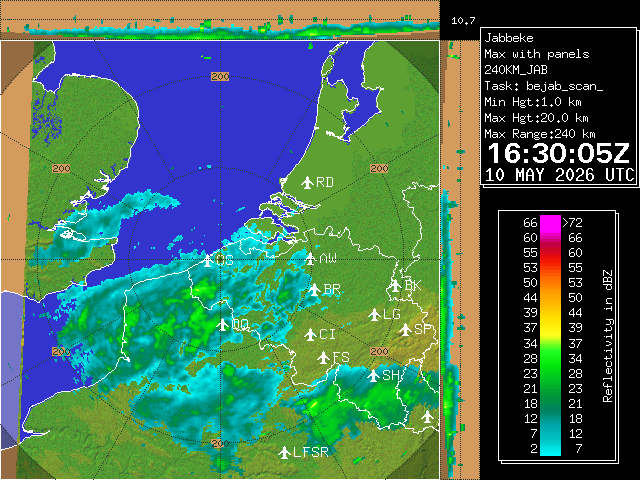 10.7
Jabbeke
Max with panels
240KM_JAB
Task: bejab_scan_
Min Hgt:1.0 km
Max Hgt:20.0 km
Max Range:240 km
16:30:05Z
10 MAY 2026 UTC
200
200
200
RD
OS
AW
BK
BR
LG
QQ
SP
CI
200
FS
200
SH
200
LFSR
66 >72
60 66
55 60
53 55
50 53
44 50
39 44
37 39
34 37
28 34
23 28
21 23
18 21
12 18
7 12
2 7
Reflectivity in dBZ